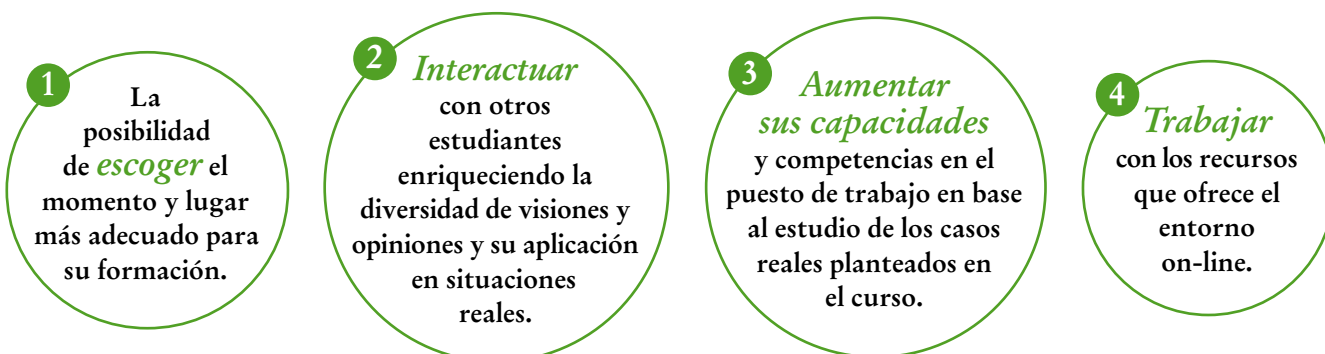 1
La
posibilidad
de escoger el
momento y lugar
más adecuado para
su formación.
2
Interactuar
con otros
estudiantes
enriqueciendo la
diversidad de visiones y
opiniones y su aplicación
en situaciones
reales.
3
Aumentar
sus capacidades
y competencias en el
puesto de trabajo en base
al estudio de los casos
reales planteados en
el curso.
4
Trabajar
con los recursos
que ofrece el
entorno
on-line.